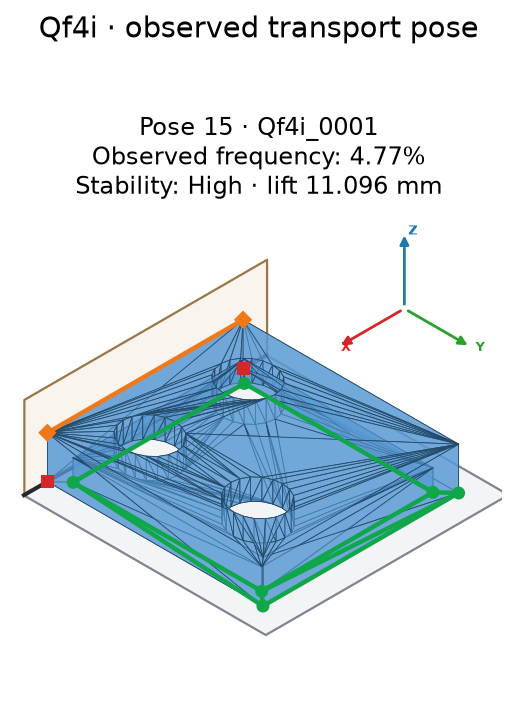 Qf4i · observed transport pose
Pose 15 · Qf4i_0001
Observed frequency: 4.77%
Stability: High · lift 11.096 mm
Z
X
Y